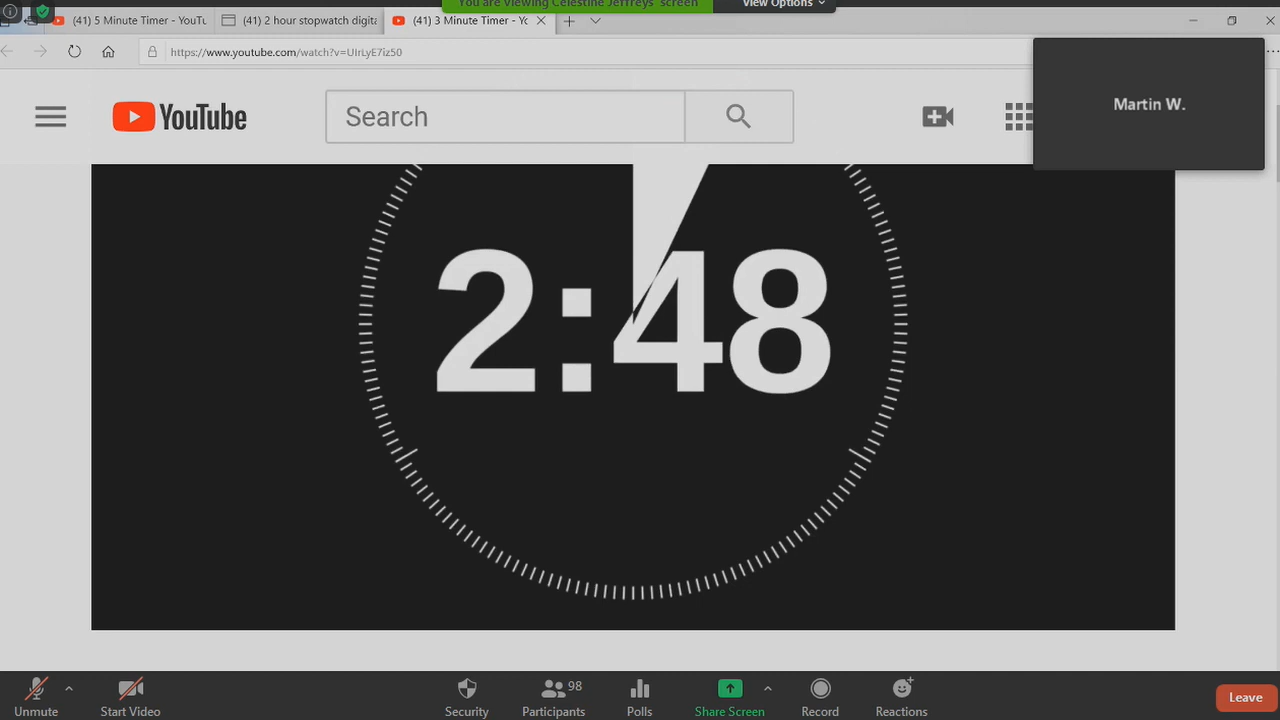 You are viewing Celestine Jeffreys' screen
View Options
(41) 5 Minute Timer - YouTu
(41) 2 hour stopwatch digita
(41) 3 Minute Timer - Yo
https://www.youtube.com/watch?v=UIrLyE7iz50
YouTube
Search
Martin W.
2:48
Unmute
Start Video
Security
Participants
98
Polls
Share Screen
Record
Reactions
Leave